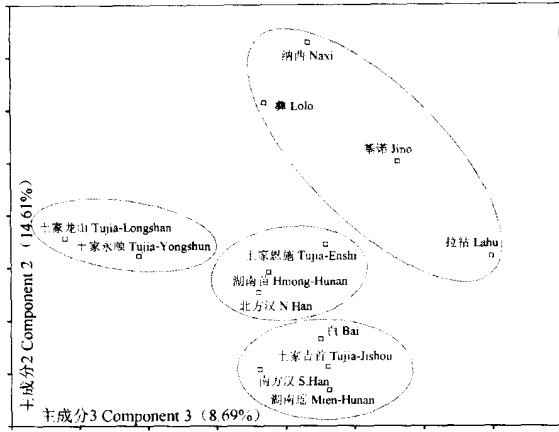 纳西 Naxi
彝 Lolo
基诺 Jino
土家龙山 Tujia-Longshan
土家永顺 Tujia-Yongshun
土家恩施 Tujia-Enshi
拉祜 Lahu
湖南苗 Hmong-Hunan
北方汉 N Han
白 Bai
土家吉首 Tujia-Jishou
南方汉 S.Han
湖南瑶 Mien-Hunan
主成分2 Component 2 (14.61%)
主成分3 Component 3 (8.69%)